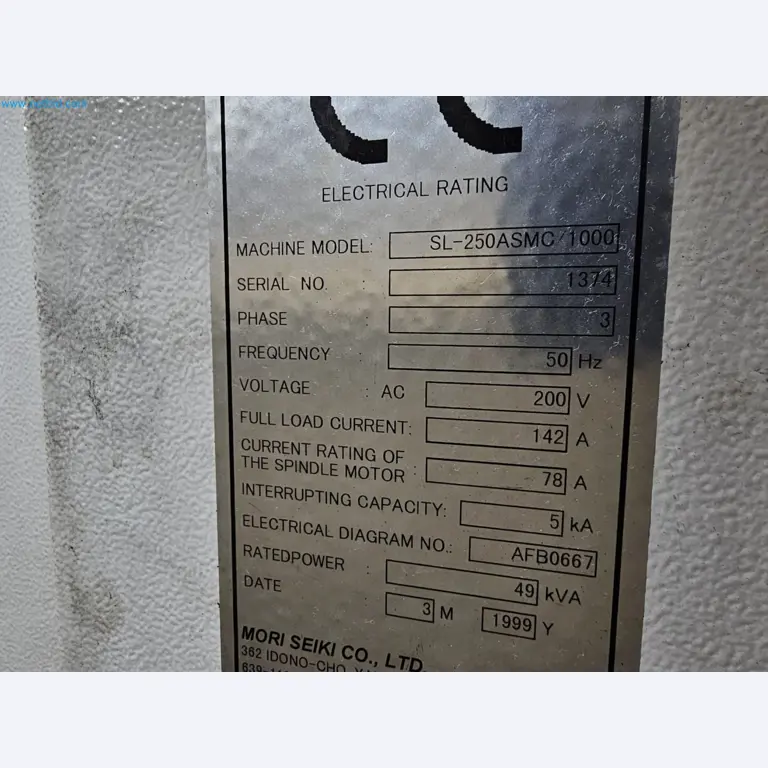 CE
ELECTRICAL RATING
MACHINE MODEL: SL-250ASMC/1000
SERIAL NO. : 1374
PHASE : 3
FREQUENCY : 50 Hz
VOLTAGE : AC 200 V
FULL LOAD CURRENT: 142 A
CURRENT RATING OF
THE SPINDLE MOTOR : 78 A
INTERRUPTING CAPACITY: 5 kA
ELECTRICAL DIAGRAM NO.: AFB0667
RATEDPOWER : 49 kVA
DATE 3 M 1999 Y
MORI SEIKI CO., LTD.
362 IDONO-CHO,